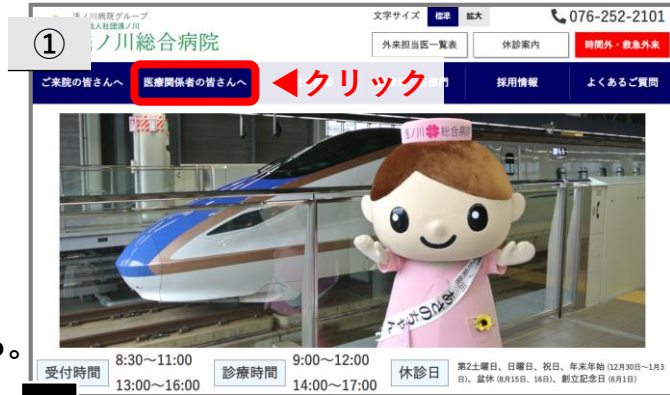 川病院グループ
社団浅ノ川
ノ川総合病院
①
文字サイズ 標準 拡大
076-252-2101
外来担当医一覧表 休診案内 時間外・救急外来
ご来院の皆さんへ 医療関係者の皆さんへ ◀クリック 部門 採用情報 よくあるご質問
ノ川 総合病
あさのちゃん
。
受付時間 8:30〜11:00 13:00〜16:00
診療時間 9:00〜12:00 14:00〜17:00
休診日 第2土曜日、日曜日、祝日、年末年始(12月30日〜1月3日)、盆休(8月15日、16日)、創立記念日(6月1日)